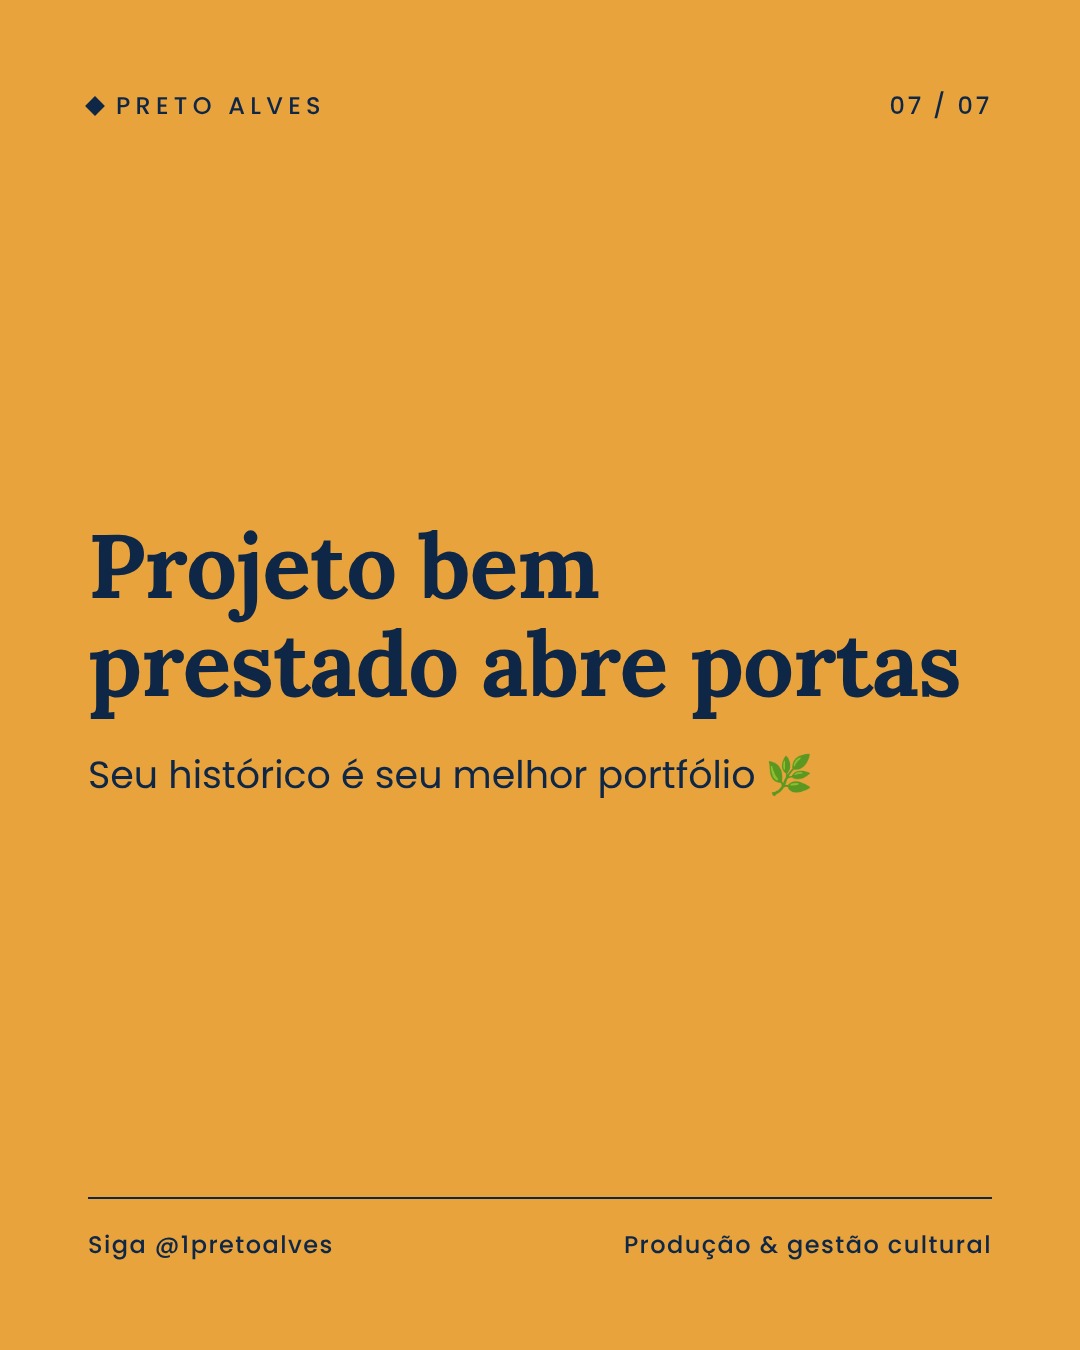 PRETO ALVES
07 / 07
Projeto bem
prestado abre portas
Seu histórico é seu melhor portfólio 🌿
Siga @1pretoalves
Produção & gestão cultural